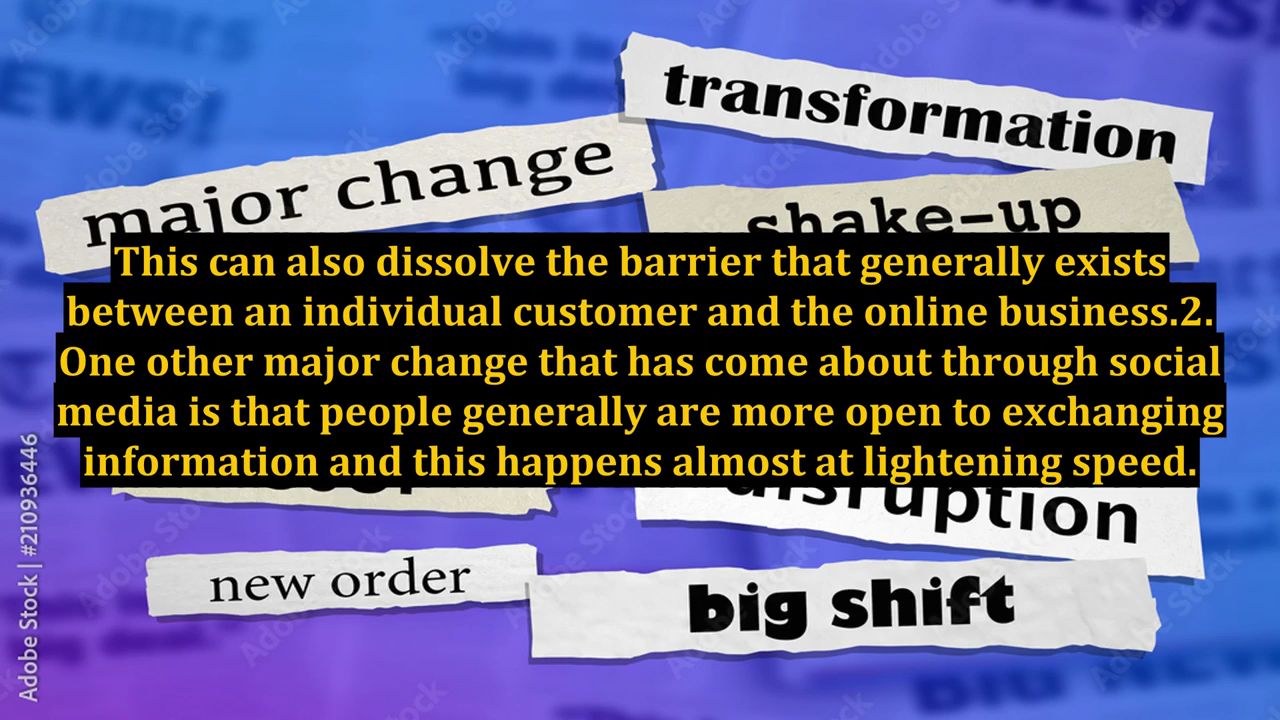 transformation
major change
shake-up
This can also dissolve the barrier that generally exists
between an individual customer and the online business.2.
One other major change that has come about through social
media is that people generally are more open to exchanging
information and this happens almost at lightening speed.
disruption
new order
big shift
Adobe Stock | #210936446